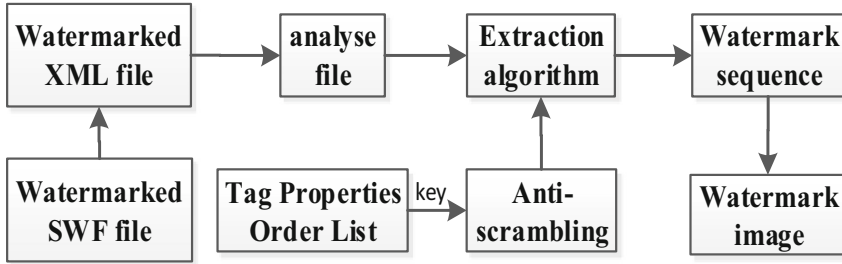 Watermarked
XML file
analyse
file
Extraction
algorithm
Watermark
sequence
Watermarked
SWF file
Tag Properties
Order List
key
Anti-
scrambling
Watermark
image